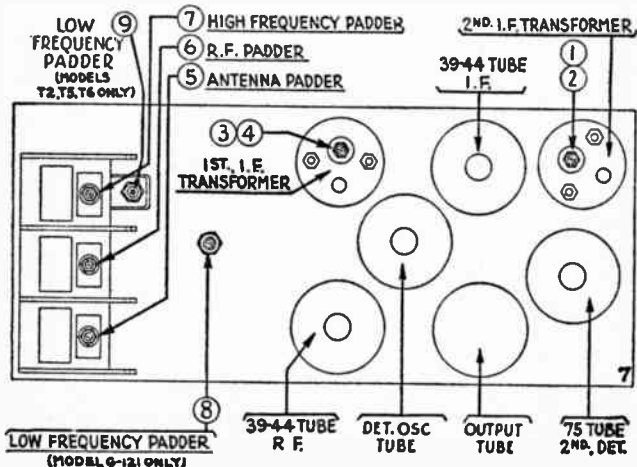 LOW
FREQUENCY
PADDER
(MODELS
T2,T5,T6 ONLY)
9
7 HIGH FREQUENCY PADDER
6 R.F. PADDER
5 ANTENNA PADDER
2ND. I.F. TRANSFORMER
39-44 TUBE
I.F.
1
2
3 4
1ST. I.F.
TRANSFORMER
7
8
LOW FREQUENCY PADDER
(MODEL G-121 ONLY)
39-44 TUBE
R F.
DET. OSC
TUBE
OUTPUT
TUBE
75 TUBE
2ND. DET.